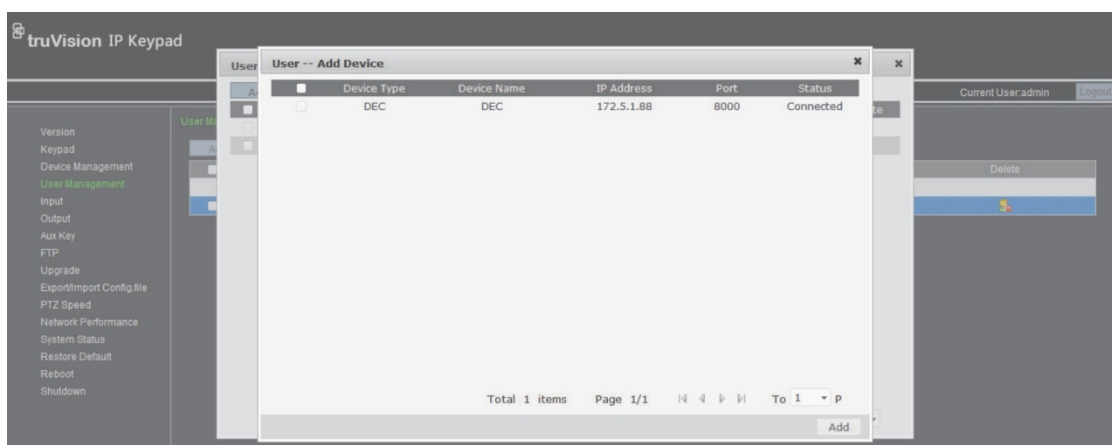 truVision IP Keypad
User
User -- Add Device
Device Type Device Name IP Address Port Status
DEC DEC 172.5.1.88 8000 Connected
Current User:admin Logout
Version
Keypad
Device Management
User Management
Input
Output
Aux Key
FTP
Upgrade
Export/Import Config.file
PTZ Speed
Network Performance
System Status
Restore Default
Reboot
Shutdown
Delete
Total 1 items Page 1/1 To 1 P
Add